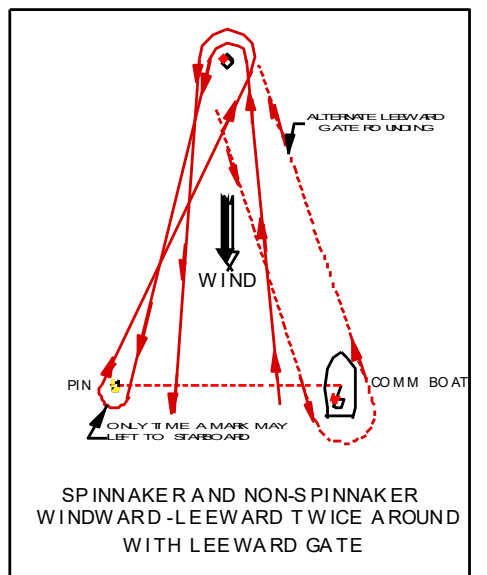 ALTERNATE LEEWARD
GATE ROUNDING
WIND
PIN
COMM BOAT
ONLY TIME A MARK MAY
LEFT TO STARBOARD
SPINNAKER AND NON-SPINNAKER
WINDWARD-LEEWARD TWICE AROUND
WITH LEEWARD GATE